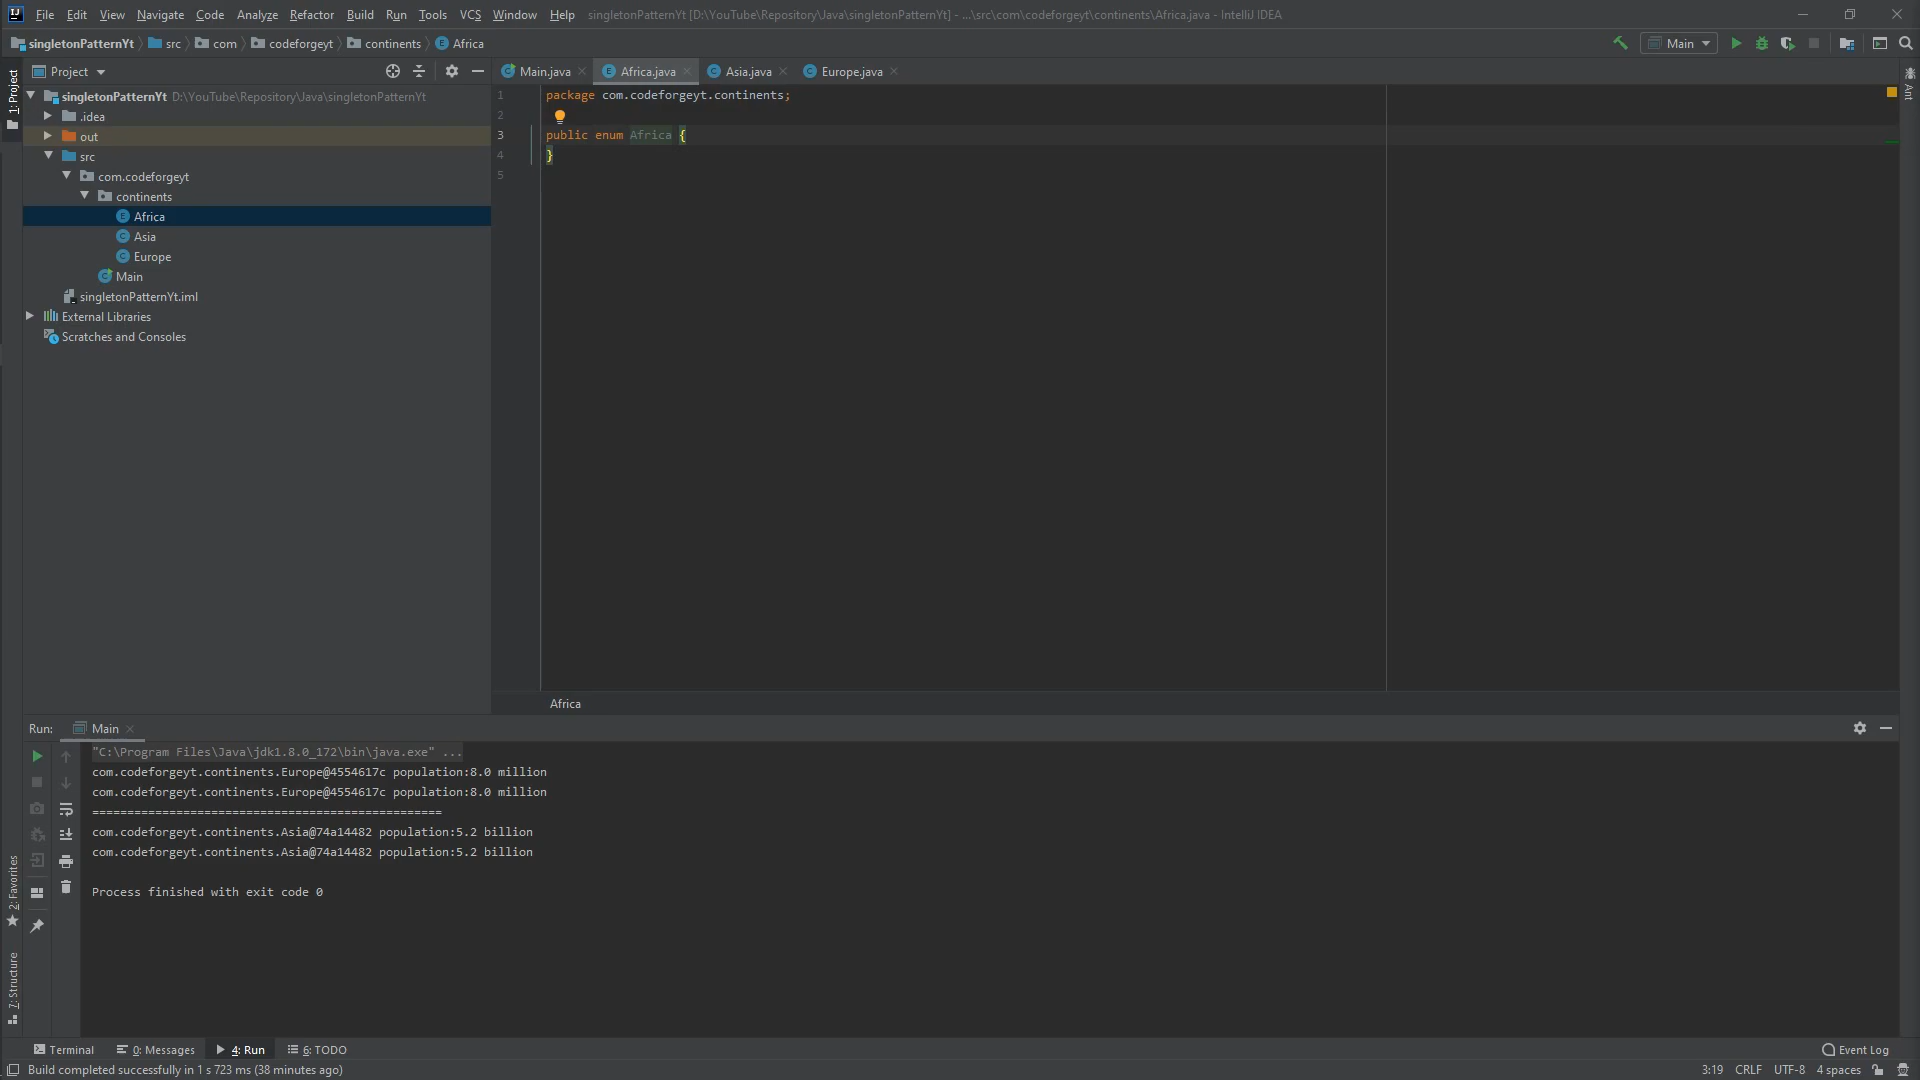 File Edit View Navigate Code Analyze Refactor Build Run Tools VCS Window Help singletonPatternYt [D:\YouTube\Repository\Java\singletonPatternYt] - ...\src\com\codeforgeyt\continents\Africa.java - IntelliJ IDEA
singletonPatternYt src com codeforgeyt continents Africa
Main
Project
Main.java Africa.java Asia.java Europe.java
1: Project
singletonPatternYt D:\YouTube\Repository\Java\singletonPatternYt
.idea
out
src
com.codeforgeyt
continents
Africa
Asia
Europe
Main
singletonPatternYt.iml
External Libraries
Scratches and Consoles
1 package com.codeforgeyt.continents;
2
3 public enum Africa {
4 }
5
Africa
Ant
Run: Main
"C:\Program Files\Java\jdk1.8.0_172\bin\java.exe" ...
com.codeforgeyt.continents.Europe@4554617c population:8.0 million
com.codeforgeyt.continents.Europe@4554617c population:8.0 million
==================================================
com.codeforgeyt.continents.Asia@74a14482 population:5.2 billion
com.codeforgeyt.continents.Asia@74a14482 population:5.2 billion
Process finished with exit code 0
2: Favorites
7: Structure
Terminal 0: Messages 4: Run 6: TODO Event Log
Build completed successfully in 1 s 723 ms (38 minutes ago) 3:19 CRLF UTF-8 4 spaces